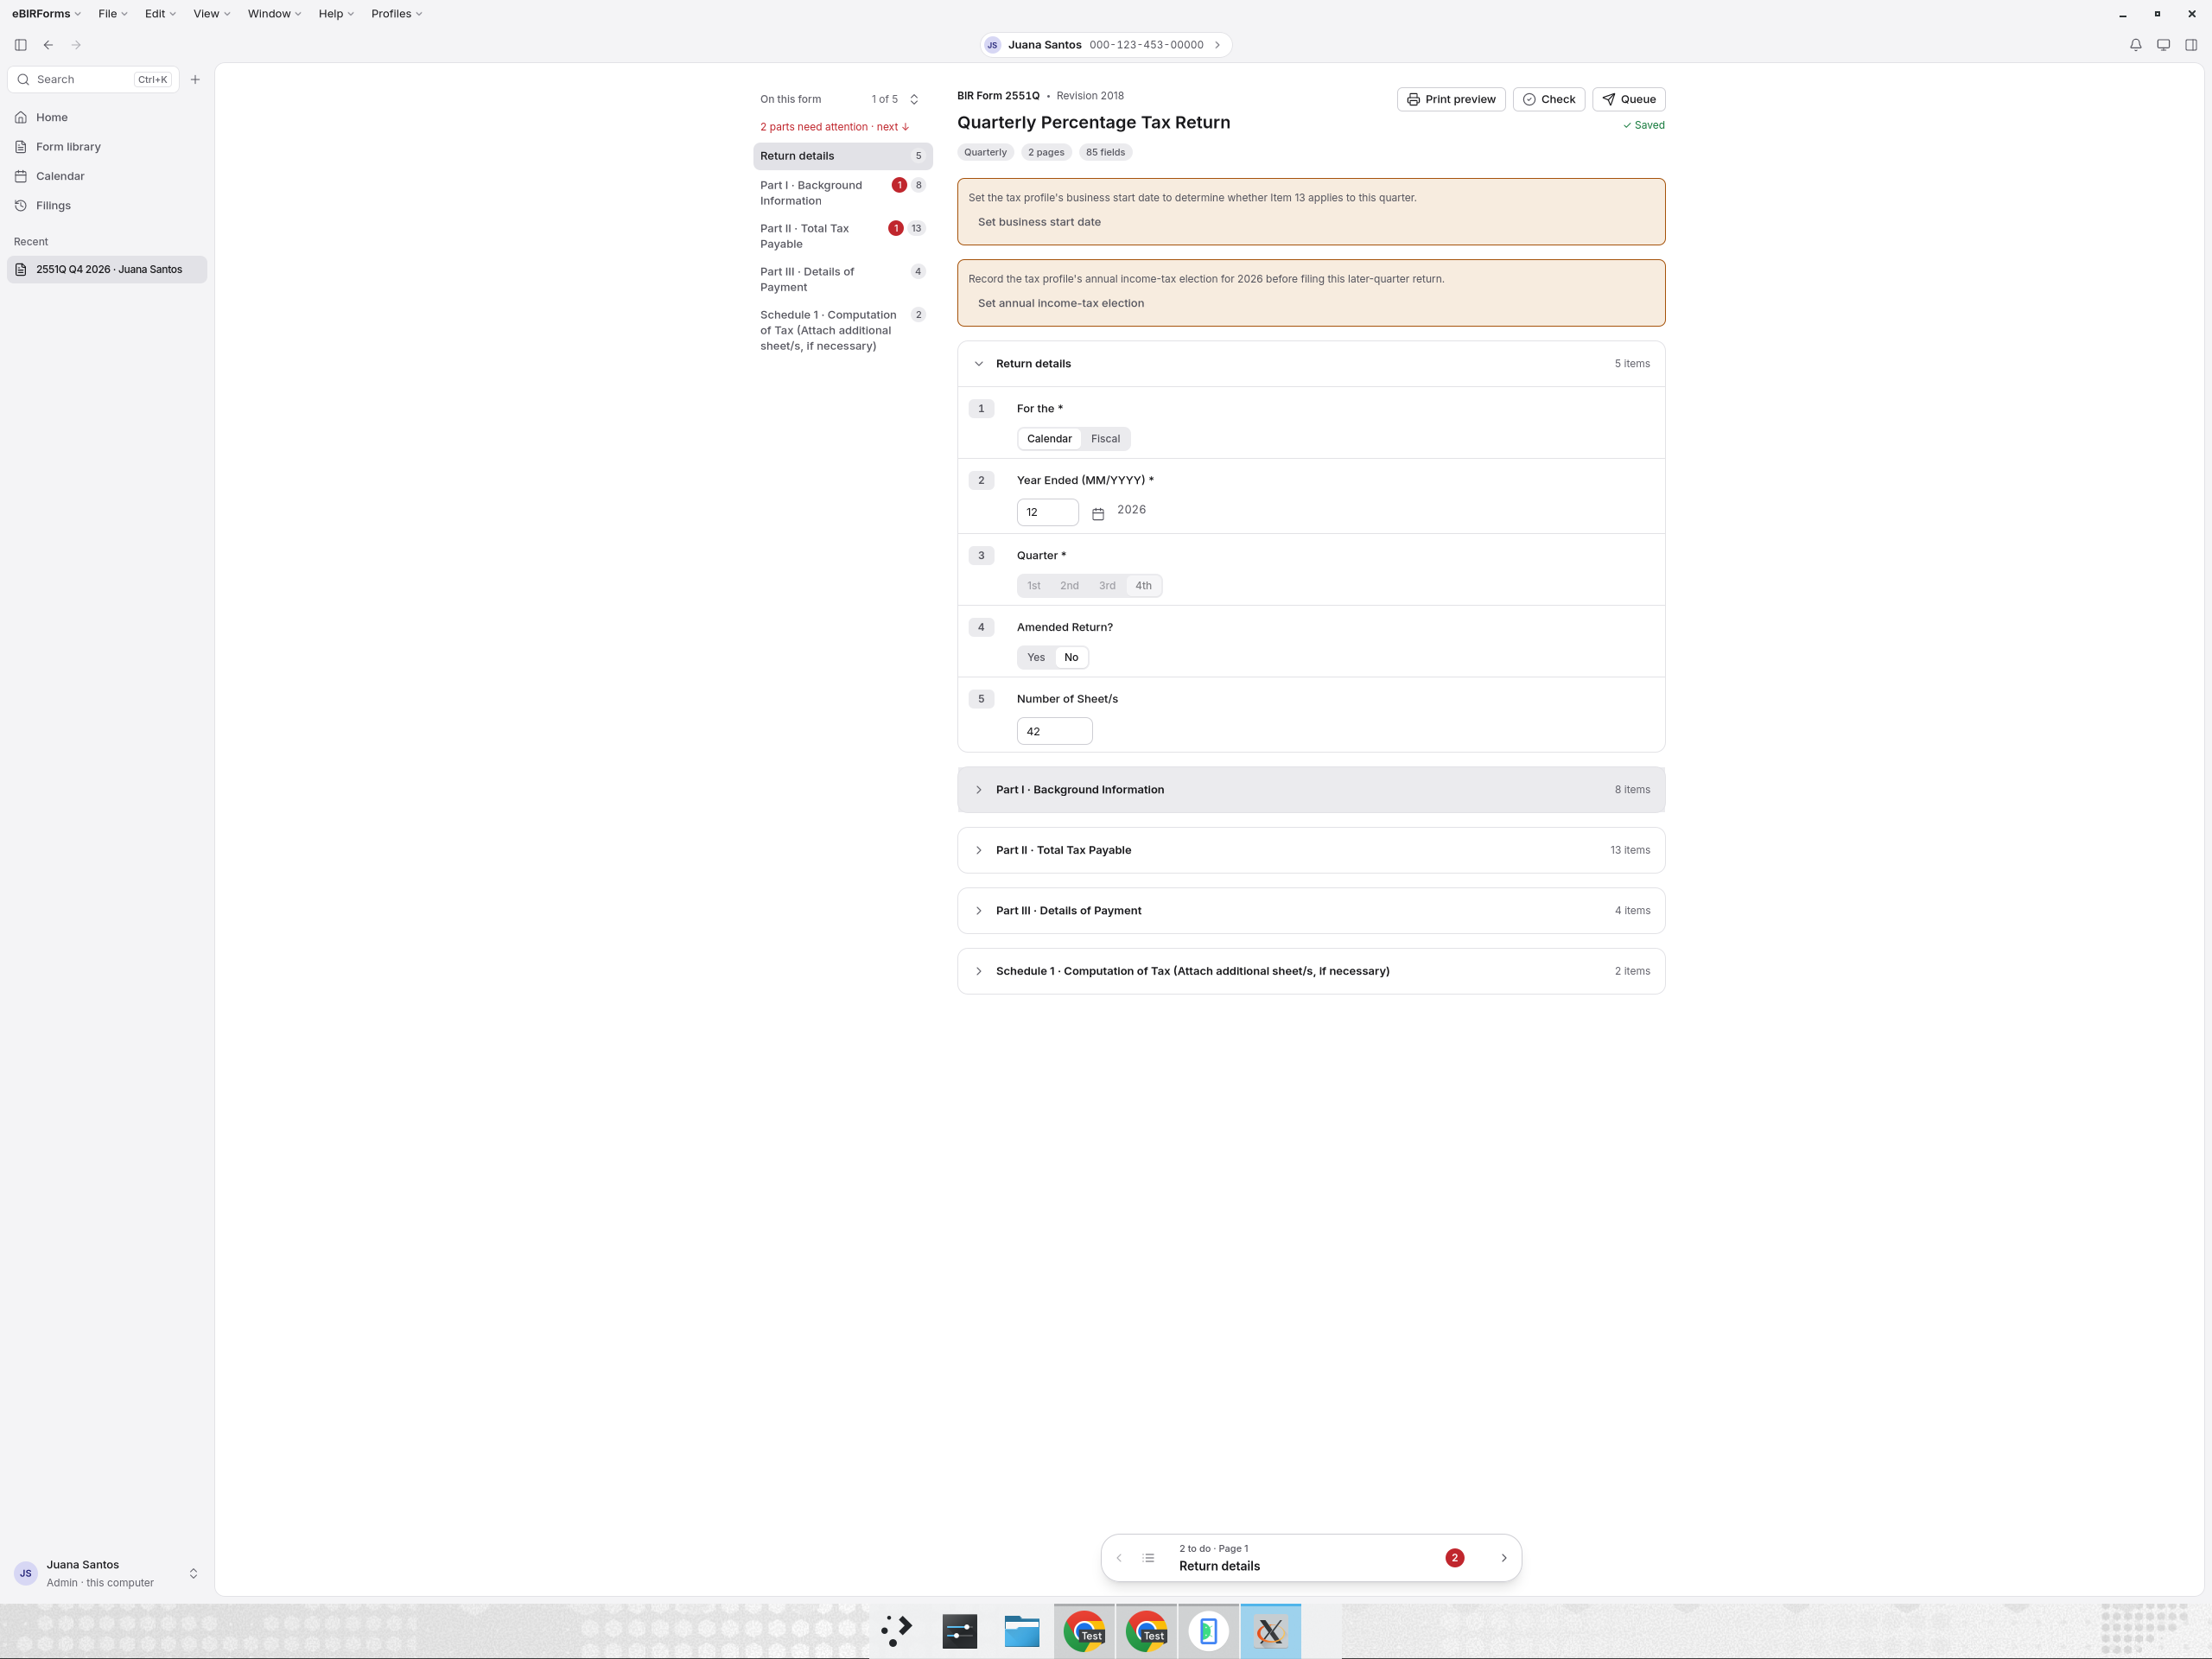 eBIRForms File Edit View Window Help Profiles
JS Juana Santos 000-123-453-00000
Search Ctrl+K
Home
Form library
Calendar
Filings
Recent
2551Q Q4 2026 · Juana Santos
On this form 1 of 5
2 parts need attention · next ↓
Return details 5
Part I · Background Information 1 8
Part II · Total Tax Payable 1 13
Part III · Details of Payment 4
Schedule 1 · Computation of Tax (Attach additional sheet/s, if necessary) 2
BIR Form 2551Q • Revision 2018
Quarterly Percentage Tax Return
Quarterly 2 pages 85 fields
Print preview Check Queue
✓ Saved
Set the tax profile's business start date to determine whether Item 13 applies to this quarter.
Set business start date
Record the tax profile's annual income-tax election for 2026 before filing this later-quarter return.
Set annual income-tax election
Return details 5 items
1 For the *
Calendar Fiscal
2 Year Ended (MM/YYYY) *
12 2026
3 Quarter *
1st 2nd 3rd 4th
4 Amended Return?
Yes No
5 Number of Sheet/s
42
Part I · Background Information 8 items
Part II · Total Tax Payable 13 items
Part III · Details of Payment 4 items
Schedule 1 · Computation of Tax (Attach additional sheet/s, if necessary) 2 items
2 to do · Page 1
Return details 2
JS Juana Santos
Admin · this computer
Test Test